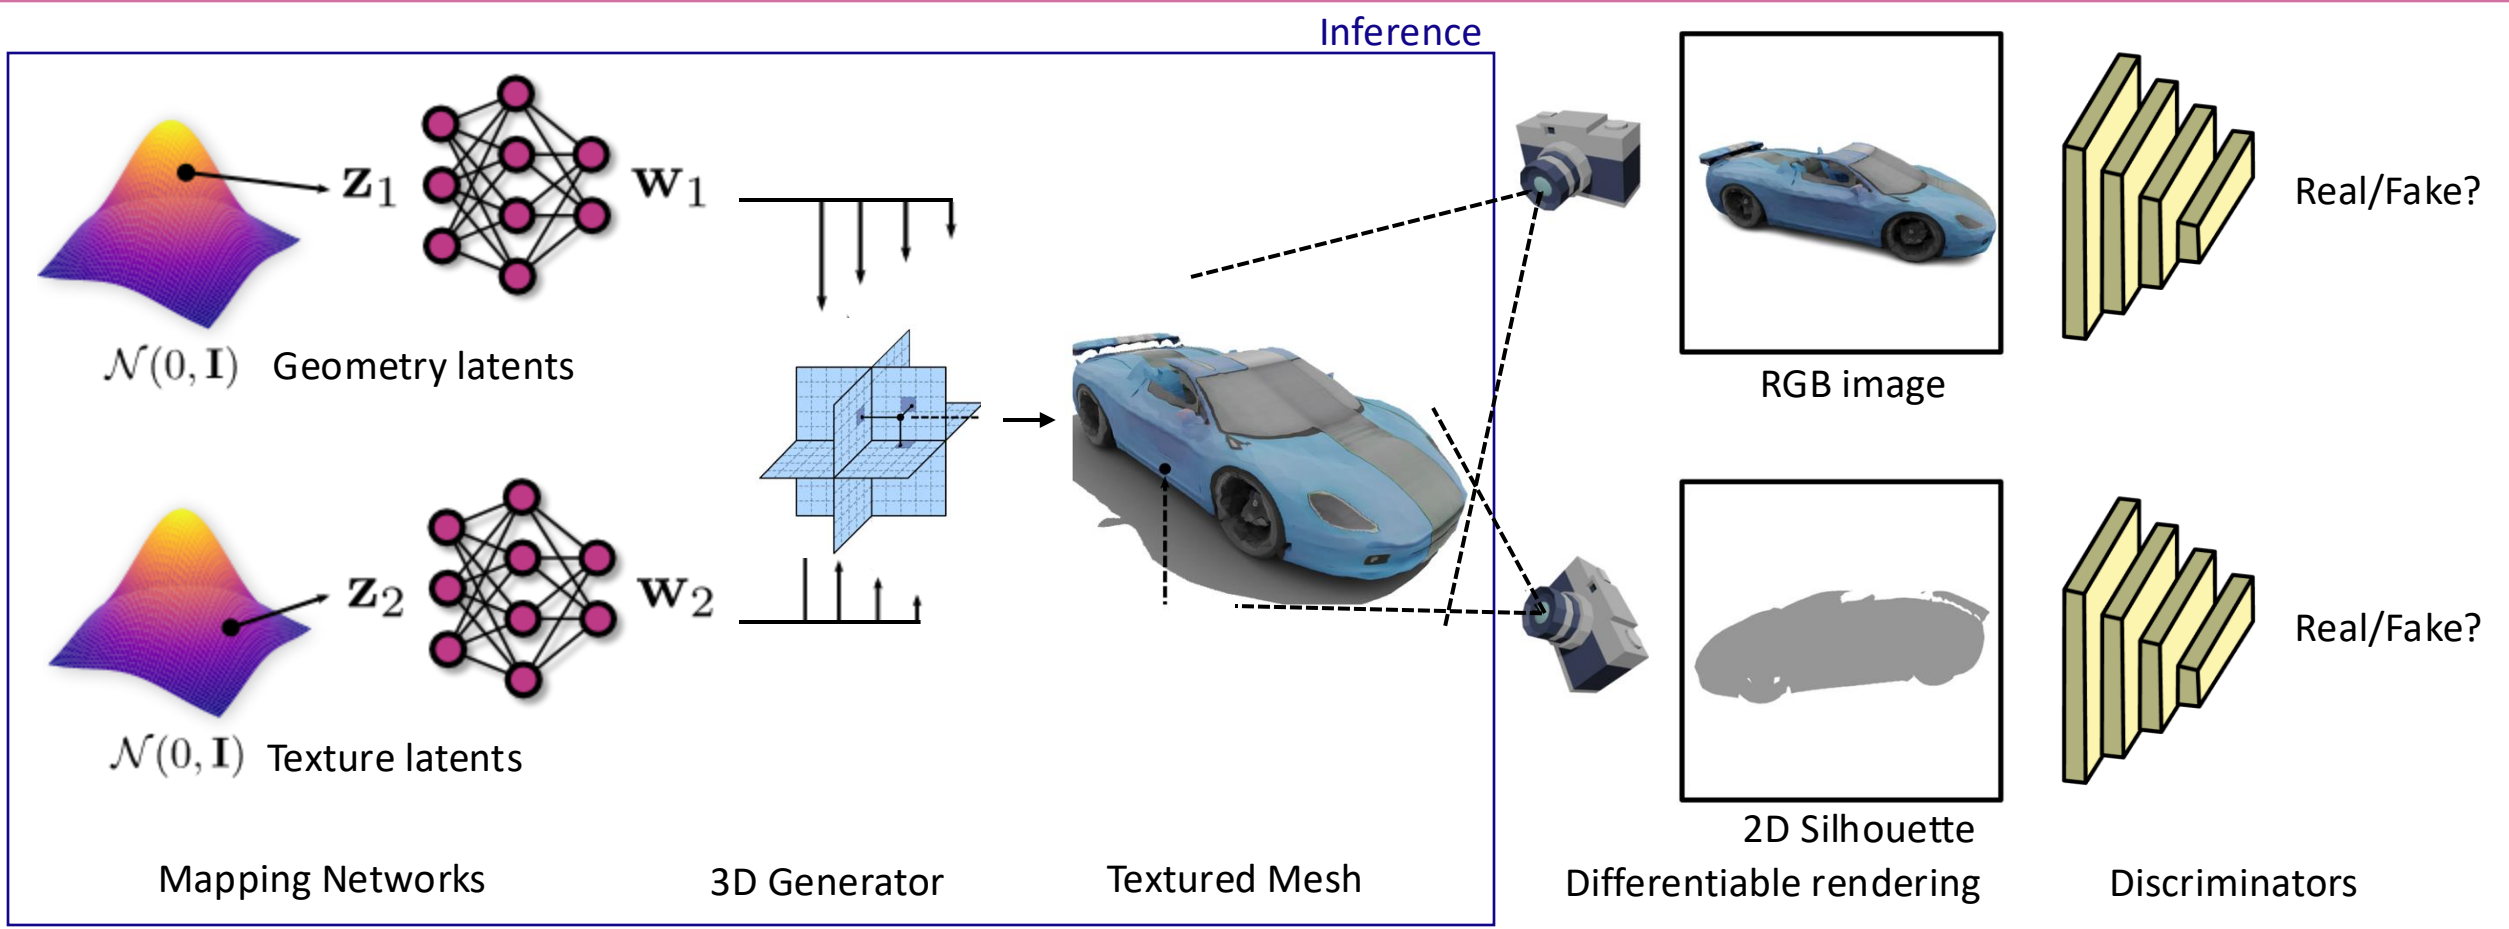 Inference
z₁
w₁
Real/Fake?
𝒩(0, I)
Geometry latents
RGB image
z₂
w₂
Real/Fake?
𝒩(0, I)
Texture latents
2D Silhouette
Mapping Networks
3D Generator
Textured Mesh
Differentiable rendering
Discriminators